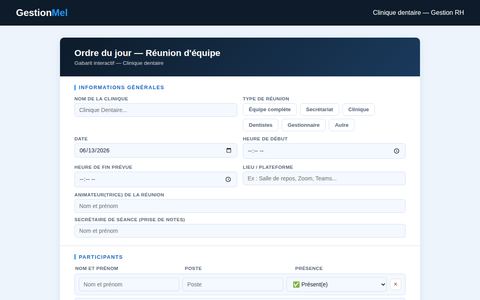 GestionMel
Clinique dentaire — Gestion RH
Ordre du jour — Réunion d'équipe
Gabarit interactif — Clinique dentaire
INFORMATIONS GÉNÉRALES
NOM DE LA CLINIQUE
TYPE DE RÉUNION
Clinique Dentaire...
Équipe complète
Secrétariat
Clinique
Dentistes
Gestionnaire
Autre
DATE
HEURE DE DÉBUT
06/13/2026
--:-- --
HEURE DE FIN PRÉVUE
LIEU / PLATEFORME
--:-- --
Ex : Salle de repos, Zoom, Teams...
ANIMATEUR(TRICE) DE LA RÉUNION
Nom et prénom
SECRÉTAIRE DE SÉANCE (PRISE DE NOTES)
Nom et prénom
PARTICIPANTS
NOM ET PRÉNOM
POSTE
PRÉSENCE
Nom et prénom
Poste
✅ Présent(e)
×